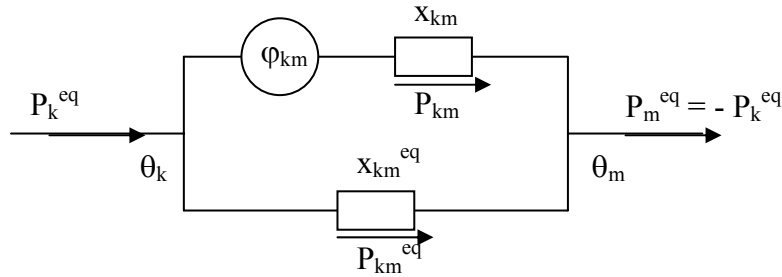 x_km
φ_km
P_k^eq
P_km
P_m^eq = - P_k^eq
θ_k
x_km^eq
θ_m
P_km^eq